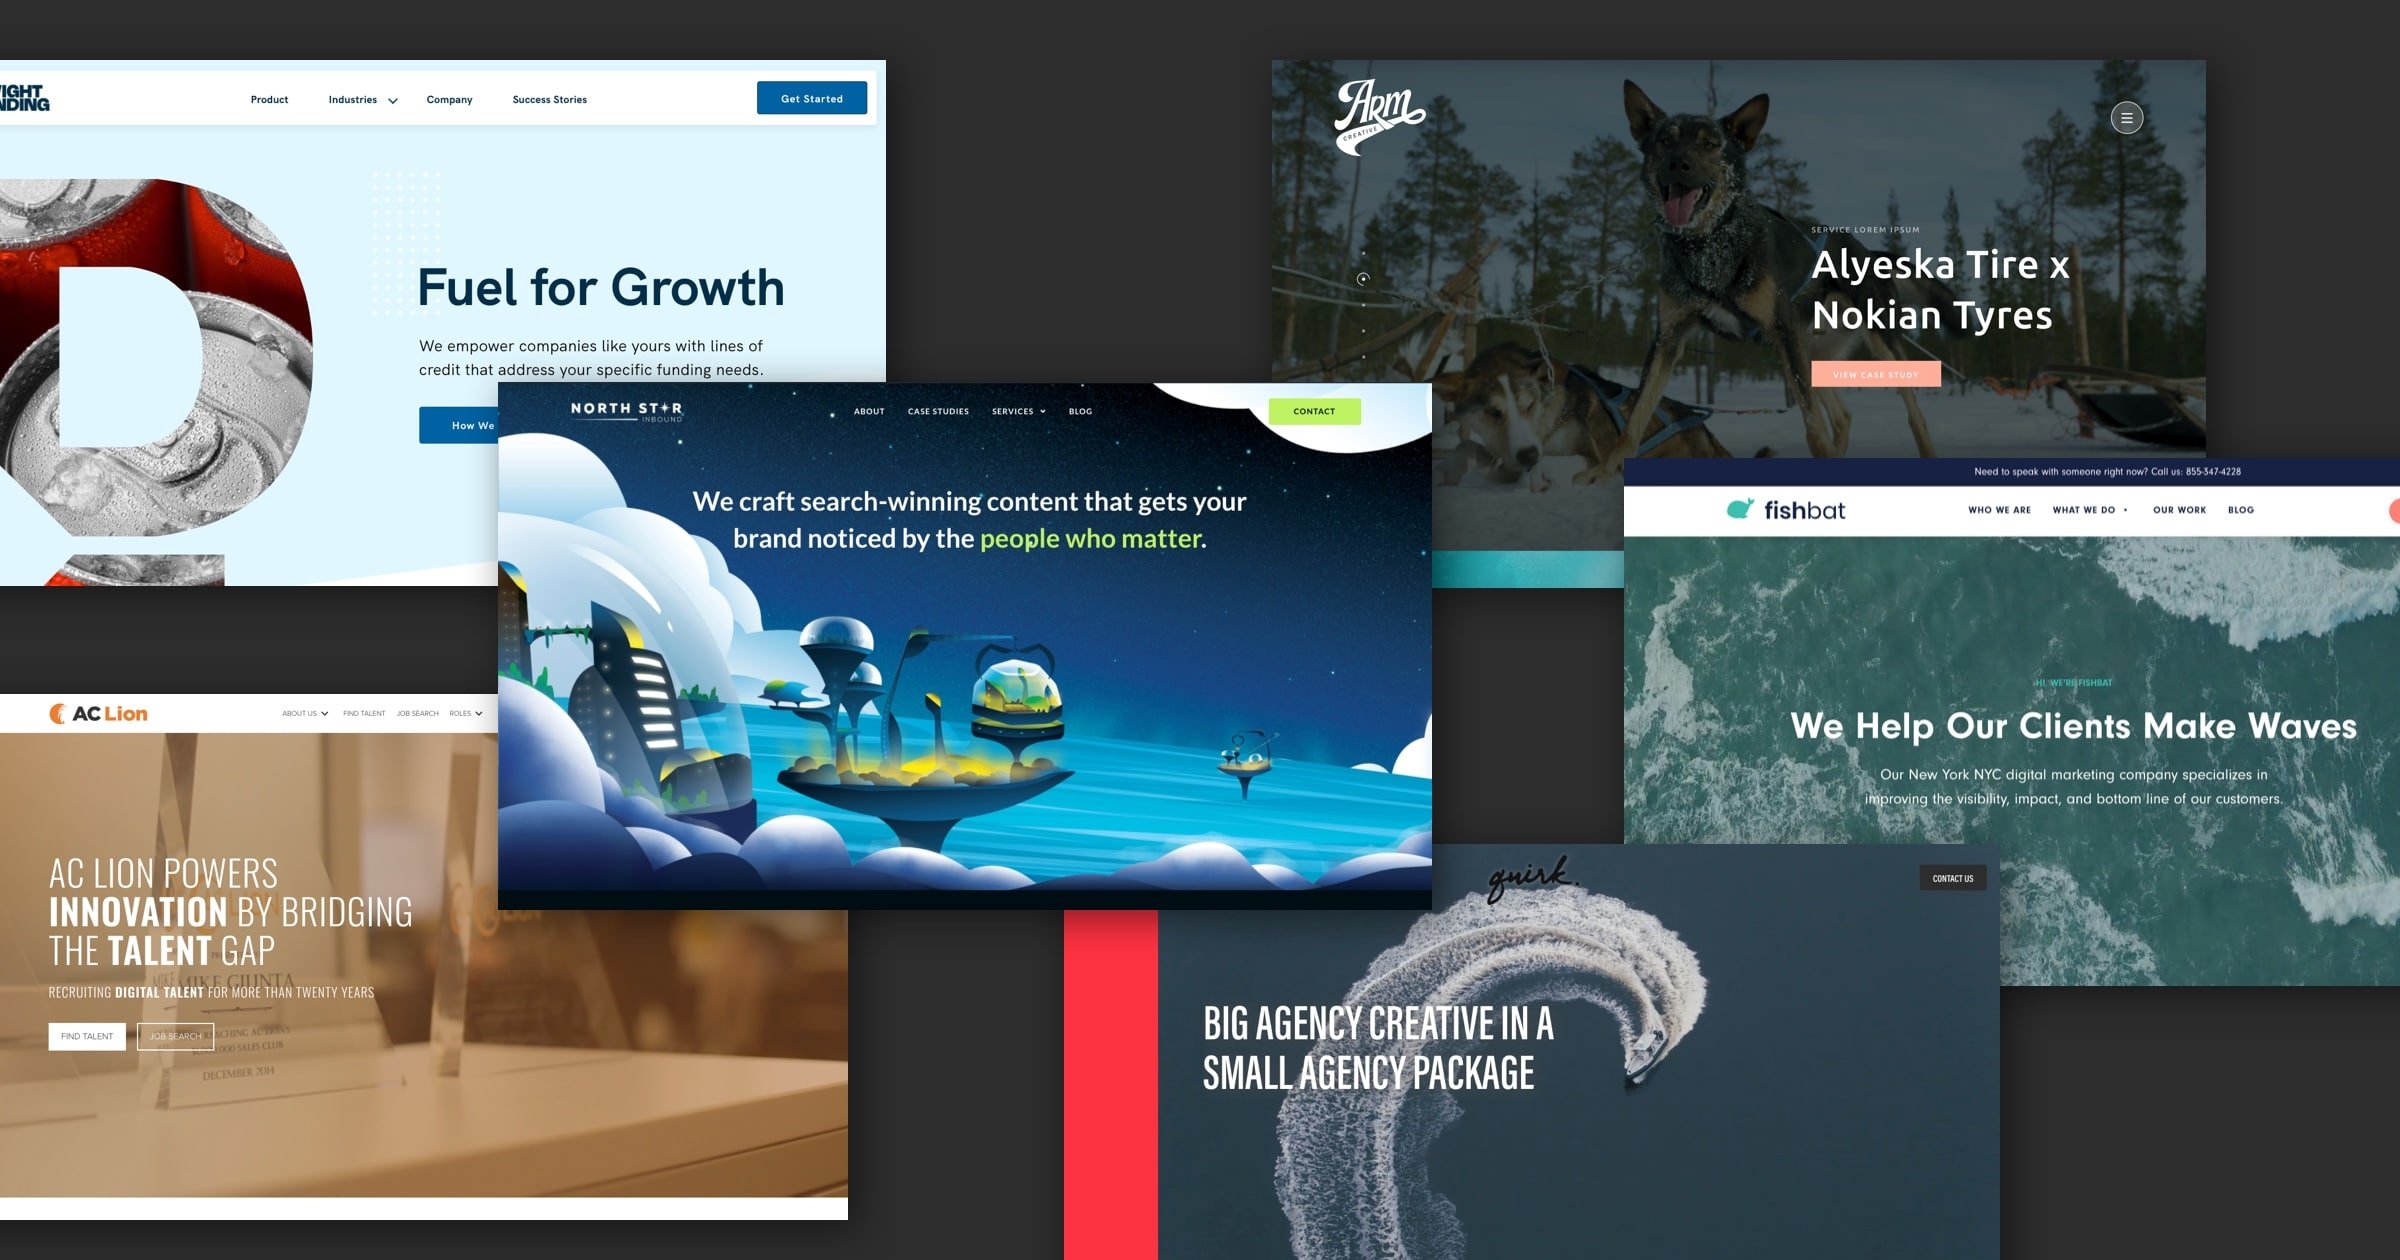 Product
Industries
Company
Success Stories
Get Started
Fuel for Growth
We empower companies like yours with lines of
credit that address your specific funding needs.
How We
ARM
CREATIVE
SERVICE LOREM IPSUM
Alyeska Tire x
Nokian Tyres
VIEW CASE STUDY
NORTH STAR
INBOUND
ABOUT
CASE STUDIES
SERVICES
BLOG
CONTACT
We craft search-winning content that gets your
brand noticed by the people who matter.
Need to speak with someone right now? Call us: 855-347-4228
fishbat
WHO WE ARE
WHAT WE DO
OUR WORK
BLOG
HI, WE'RE FISHBAT
We Help Our Clients Make Waves
Our New York NYC digital marketing company specializes in
improving the visibility, impact, and bottom line of our customers.
AC Lion
ABOUT US
FIND TALENT
JOB SEARCH
ROLES
AC LION POWERS
INNOVATION BY BRIDGING
THE TALENT GAP
MIKE GIUNTA
RECRUITING DIGITAL TALENT FOR MORE THAN TWENTY YEARS
FIND TALENT
JOB SEARCH
SALES CLUB
DECEMBER 2014
quirk.
CONTACT US
BIG AGENCY CREATIVE IN A
SMALL AGENCY PACKAGE